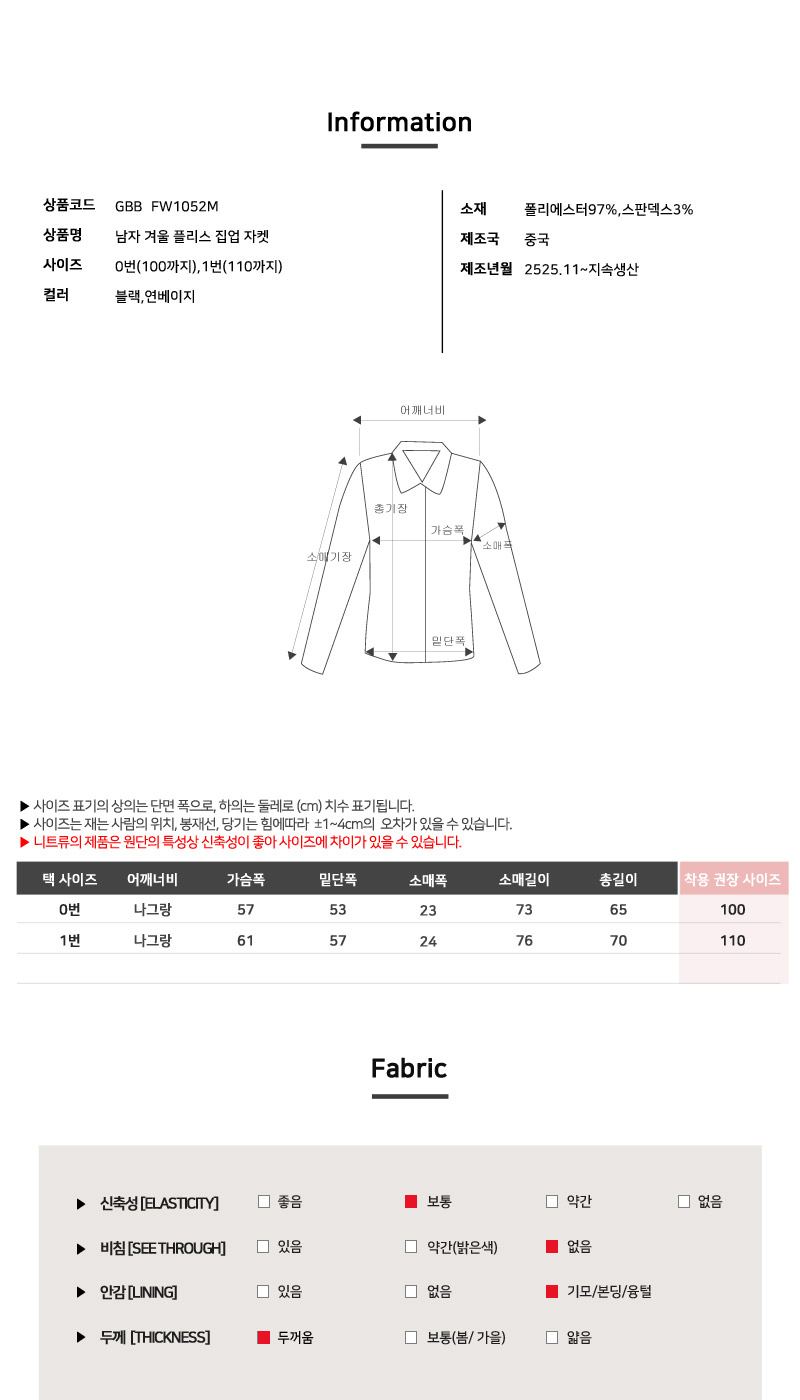 Information
상품코드 GBB FW1052M
상품명 남자 겨울 플리스 집업 자켓
사이즈 0번(100까지),1번(110까지)
컬러 블랙,연베이지
소재 폴리에스터97%,스판덱스3%
제조국 중국
제조년월 2525.11~지속생산
어깨너비
총기장
가슴폭
소매폭
소매기장
밑단폭
▶ 사이즈 표기의 상의는 단면 폭으로, 하의는 둘레로 (cm) 치수 표기됩니다.
▶ 사이즈는 재는 사람의 위치, 봉재선, 당기는 힘에따라 ±1~4cm의 오차가 있을 수 있습니다.
▶ 니트류의 제품은 원단의 특성상 신축성이 좋아 사이즈에 차이가 있을 수 있습니다.
택 사이즈 어깨너비 가슴폭 밑단폭 소매폭 소매길이 총길이 착용 권장 사이즈
0번 나그랑 57 53 23 73 65 100
1번 나그랑 61 57 24 76 70 110
Fabric
▶ 신축성 [ELASTICITY] 좋음 보통 약간 없음
▶ 비침 [SEE THROUGH] 있음 약간(밝은색) 없음
▶ 안감 [LINING] 있음 없음 기모/본딩/융털
▶ 두께 [THICKNESS] 두꺼움 보통(봄/ 가을) 얇음